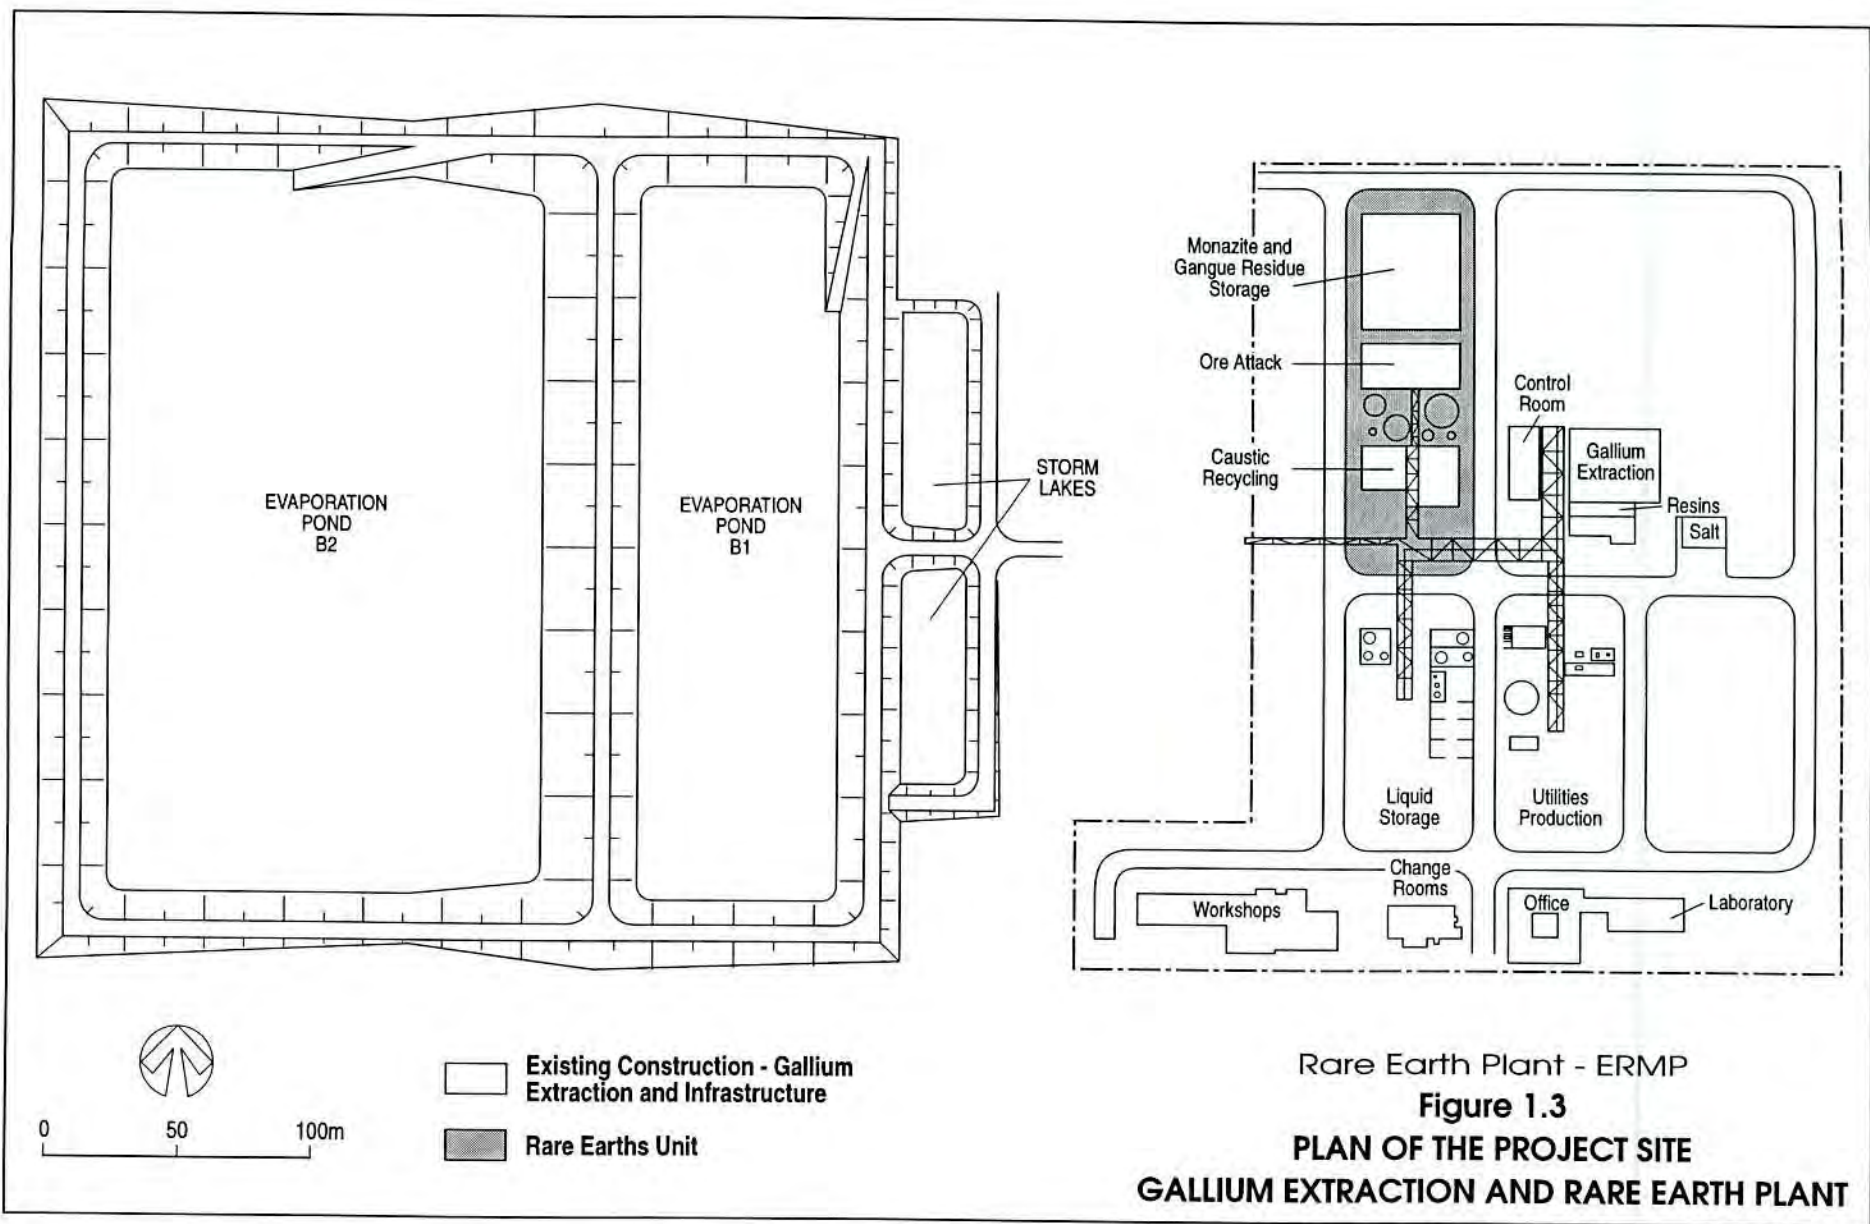 EVAPORATION
POND
B2
EVAPORATION
POND
B1
STORM
LAKES
Monazite and
Gangue Residue
Storage
Ore Attack
Caustic
Recycling
Control
Room
Gallium
Extraction
Resins
Salt
Liquid
Storage
Utilities
Production
Change
Rooms
Workshops
Office
Laboratory
0 50 100m
Existing Construction - Gallium
Extraction and Infrastructure
Rare Earths Unit
Rare Earth Plant - ERMP
Figure 1.3
PLAN OF THE PROJECT SITE
GALLIUM EXTRACTION AND RARE EARTH PLANT